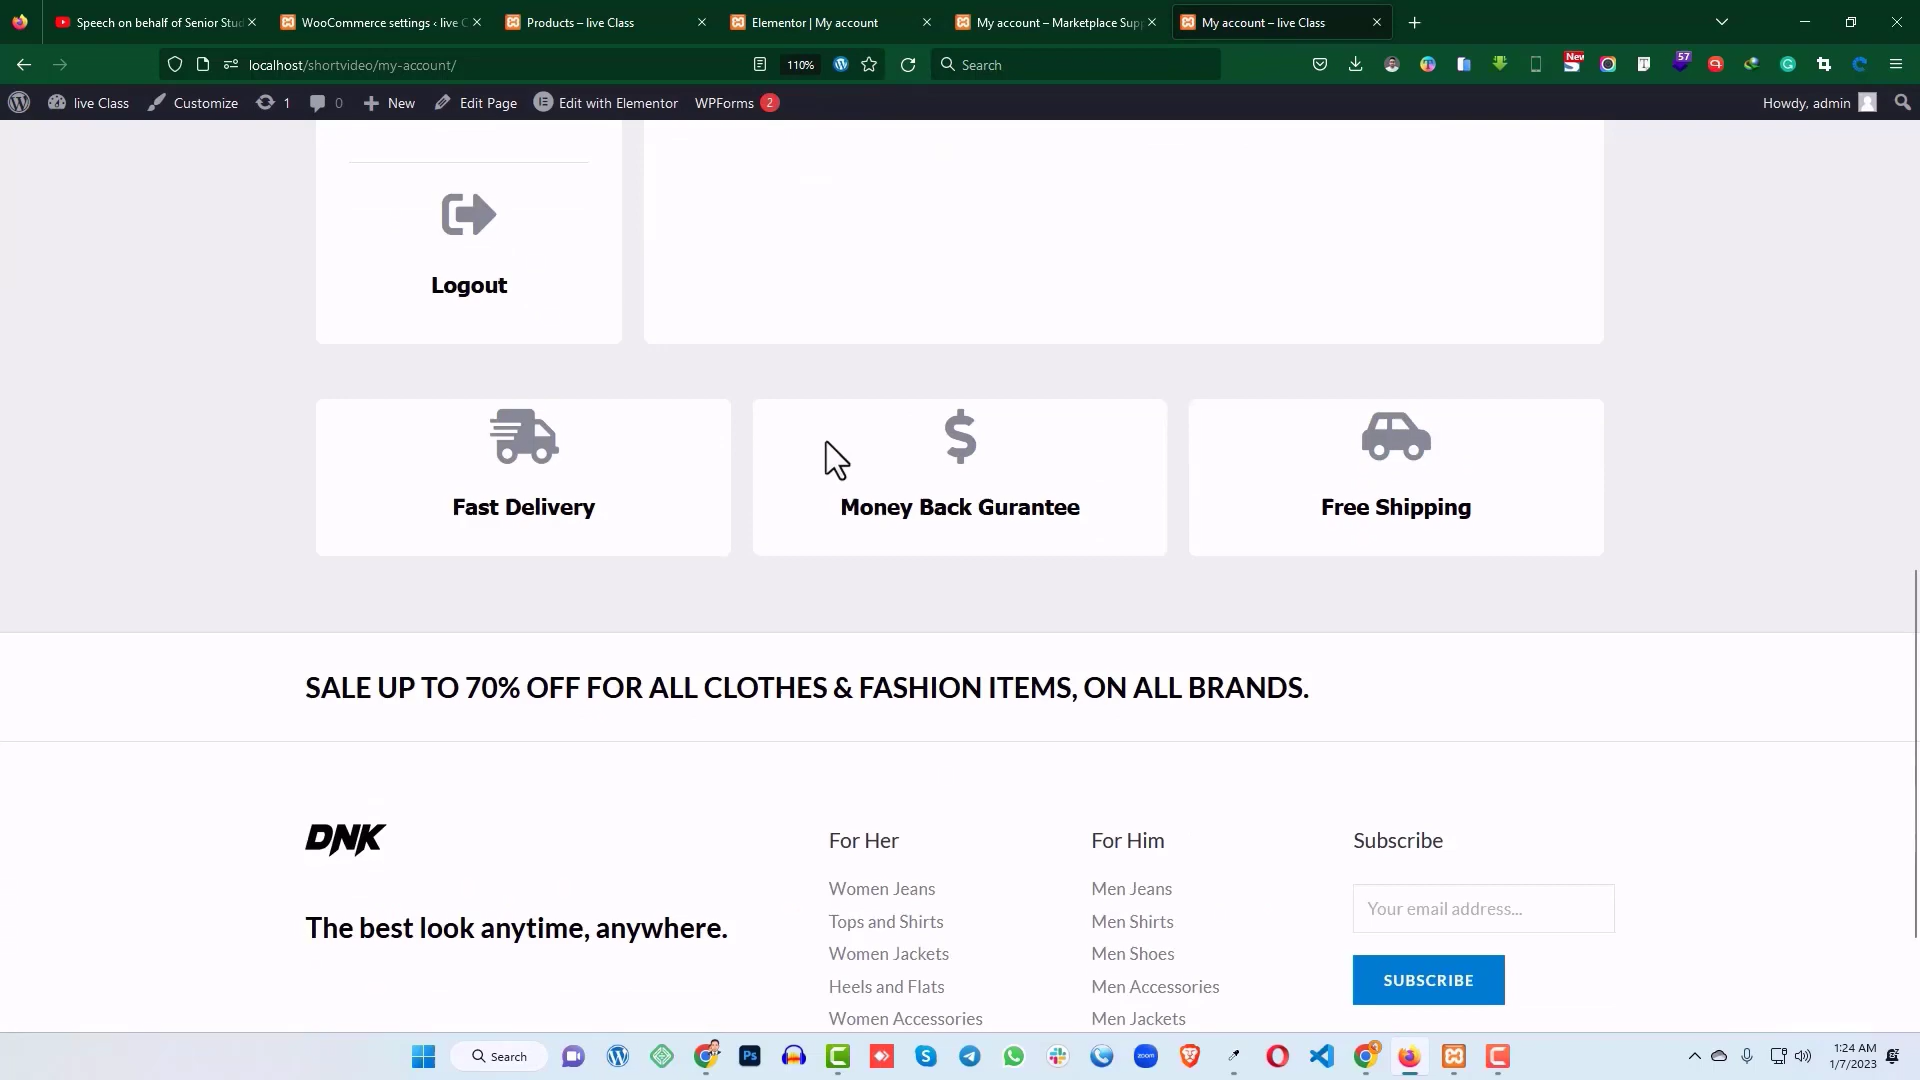 Speech on behalf of Senior Stud
WooCommerce settings ‹ live C
Products – live Class
Elementor | My account
My account – Marketplace Sup
My account – live Class
localhost/shortvideo/my-account/
110%
Search
New
57
live Class
Customize
1
0
New
Edit Page
Edit with Elementor
WPForms 2
Howdy, admin
Logout
Fast Delivery
Money Back Gurantee
Free Shipping
SALE UP TO 70% OFF FOR ALL CLOTHES & FASHION ITEMS, ON ALL BRANDS.
DNK
The best look anytime, anywhere.
For Her
Women Jeans
Tops and Shirts
Women Jackets
Heels and Flats
Women Accessories
For Him
Men Jeans
Men Shirts
Men Shoes
Men Accessories
Men Jackets
Subscribe
Your email address...
SUBSCRIBE
Search
Ps
zoom
1:24 AM
1/7/2023